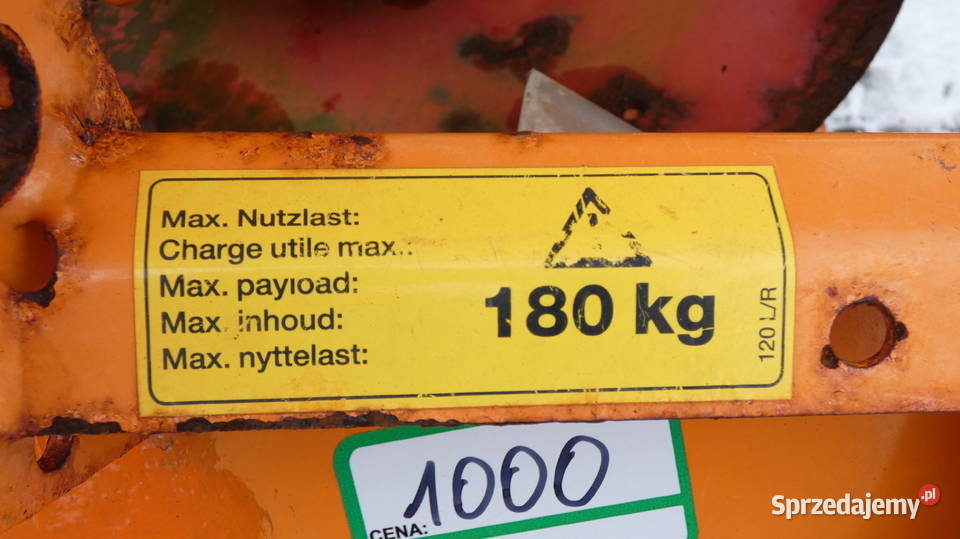 Max. Nutzlast:
Charge utile max.:
Max. payload:
Max. inhoud:
Max. nyttelast:
180 kg
120 L/R
1000
CENA:
Sprzedajemy.pl